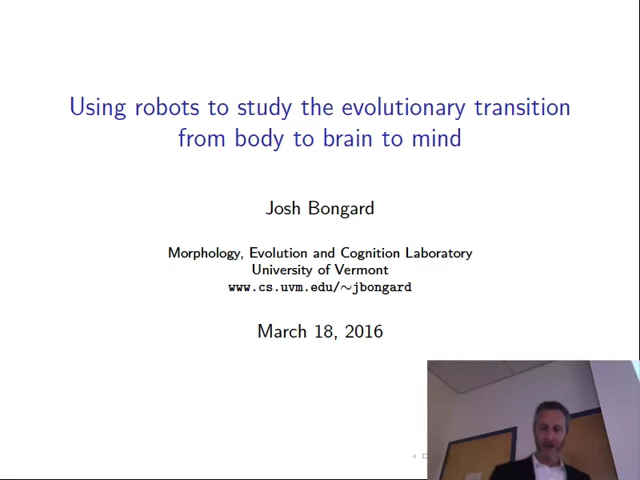 Using robots to study the evolutionary transition
from body to brain to mind
Josh Bongard
Morphology, Evolution and Cognition Laboratory
University of Vermont
www.cs.uvm.edu/∼jbongard
March 18, 2016